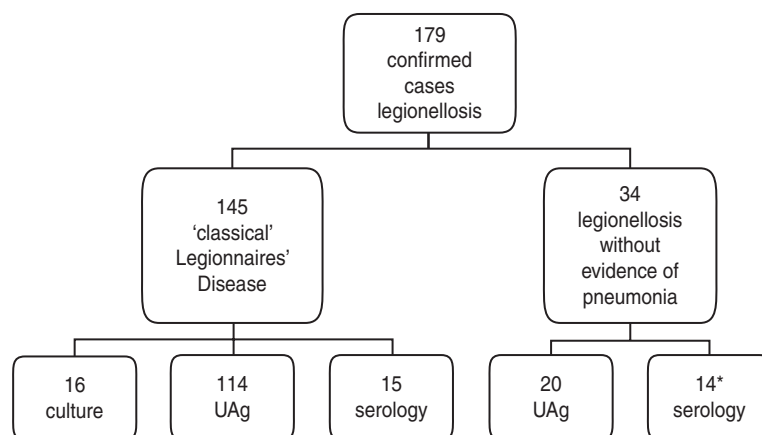 179
confirmed
cases
legionellosis
145
‘classical’
Legionnaires’
Disease
34
legionellosis
without
evidence of
pneumonia
16
culture
114
UAg
15
serology
20
UAg
14*
serology